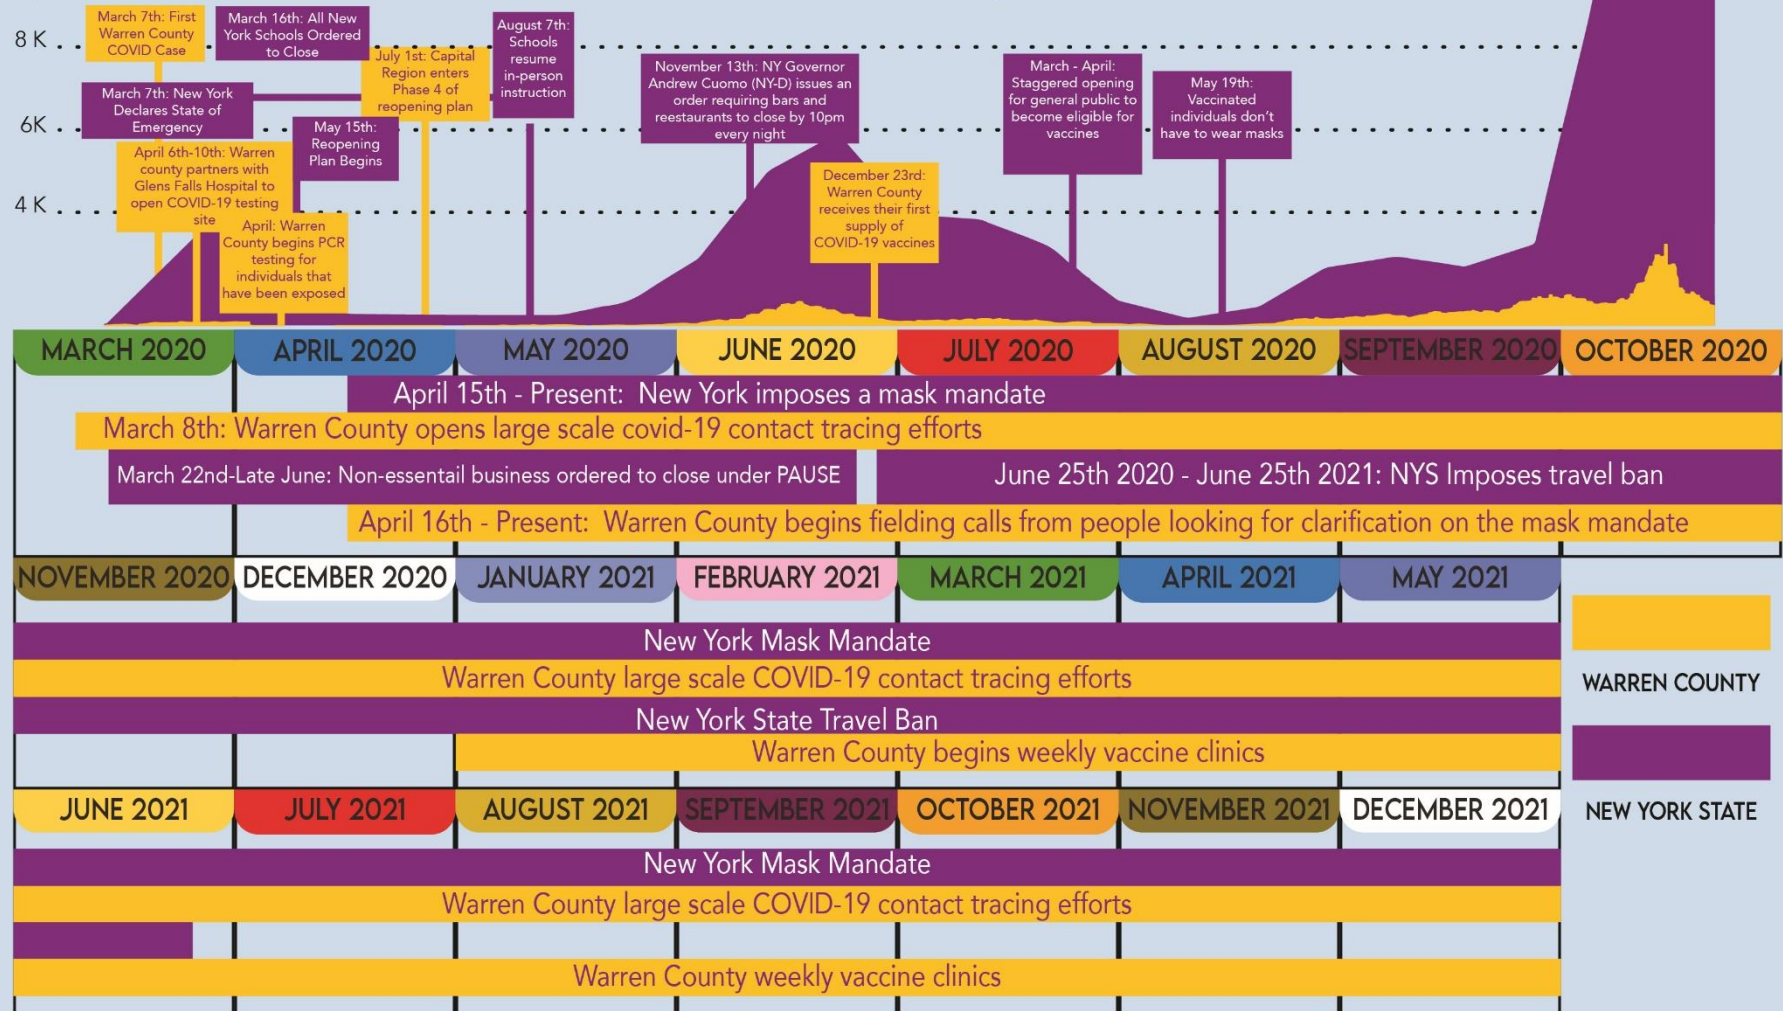 8 K
6K
4 K
March 7th: First
Warren County
COVID Case
March 16th: All New
York Schools Ordered
to Close
March 7th: New York
Declares State of
Emergency
July 1st: Capital
Region enters
Phase 4 of
reopening plan
August 7th:
Schools
resume
in-person
instruction
May 15th:
Reopening
Plan Begins
April 6th-10th: Warren
county partners with
Glens Falls Hospital to
open COVID-19 testing
site
April: Warren
County begins PCR
testing for
individuals that
have been exposed
November 13th: NY Governor
Andrew Cuomo (NY-D) issues an
order requiring bars and
reestaurants to close by 10pm
every night
December 23rd:
Warren County
receives their first
supply of
COVID-19 vaccines
March - April:
Staggered opening
for general public to
become eligible for
vaccines
May 19th:
Vaccinated
individuals don't
have to wear masks
MARCH 2020 APRIL 2020 MAY 2020 JUNE 2020 JULY 2020 AUGUST 2020 SEPTEMBER 2020 OCTOBER 2020
April 15th - Present: New York imposes a mask mandate
March 8th: Warren County opens large scale covid-19 contact tracing efforts
March 22nd-Late June: Non-essentail business ordered to close under PAUSE
June 25th 2020 - June 25th 2021: NYS Imposes travel ban
April 16th - Present: Warren County begins fielding calls from people looking for clarification on the mask mandate
NOVEMBER 2020 DECEMBER 2020 JANUARY 2021 FEBRUARY 2021 MARCH 2021 APRIL 2021 MAY 2021
New York Mask Mandate
Warren County large scale COVID-19 contact tracing efforts
New York State Travel Ban
Warren County begins weekly vaccine clinics
WARREN COUNTY
NEW YORK STATE
JUNE 2021 JULY 2021 AUGUST 2021 SEPTEMBER 2021 OCTOBER 2021 NOVEMBER 2021 DECEMBER 2021
New York Mask Mandate
Warren County large scale COVID-19 contact tracing efforts
Warren County weekly vaccine clinics